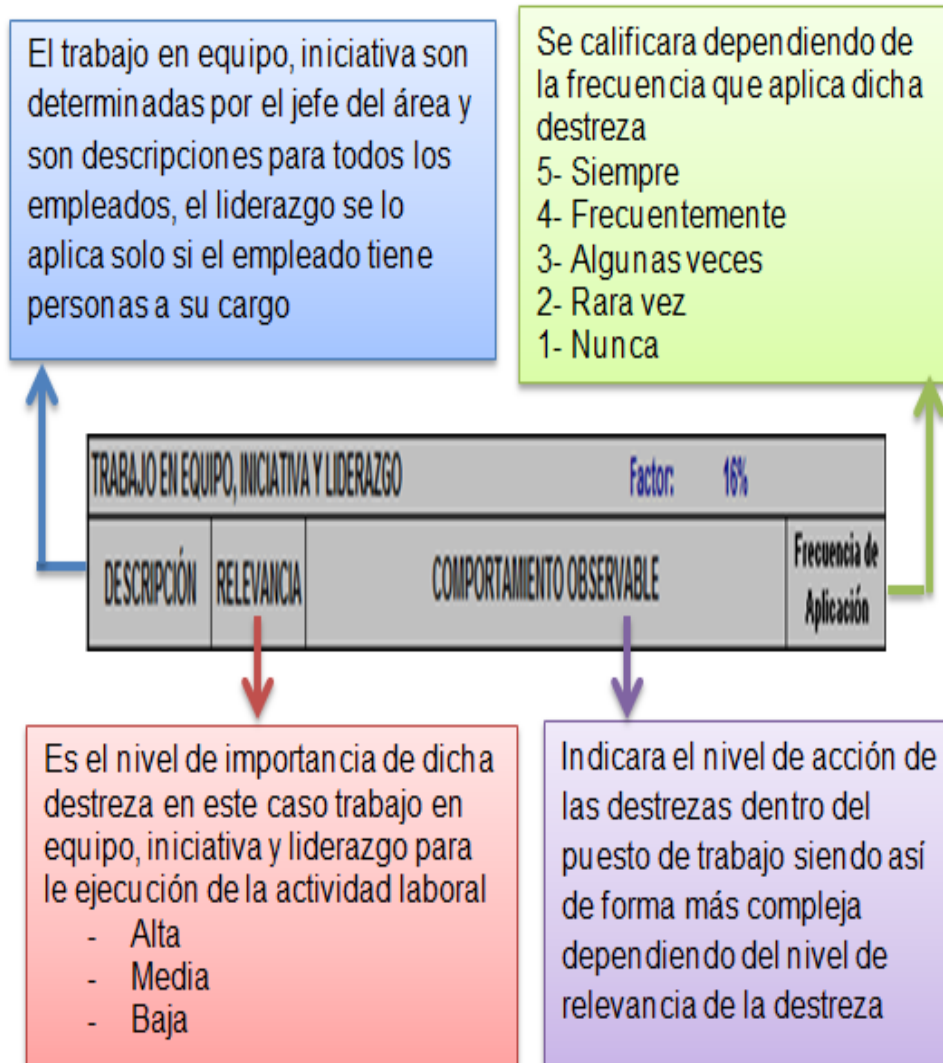 El trabajo en equipo, iniciativa son
determinadas por el jefe del área y
son descripciones para todos los
empleados, el liderazgo se lo
aplica solo si el empleado tiene
personas a su cargo
Se calificara dependiendo de
la frecuencia que aplica dicha
destreza
5- Siempre
4- Frecuentemente
3- Algunas veces
2- Rara vez
1- Nunca
TRABAJO EN EQUIPO, INICIATIVA Y LIDERAZGO Factor: 16%
DESCRIPCIÓN RELEVANCIA COMPORTAMIENTO OBSERVABLE Frecuencia de
Aplicación
Es el nivel de importancia de dicha
destreza en este caso trabajo en
equipo, iniciativa y liderazgo para
le ejecución de la actividad laboral
- Alta
- Media
- Baja
Indicara el nivel de acción de
las destrezas dentro del
puesto de trabajo siendo así
de forma más compleja
dependiendo del nivel de
relevancia de la destreza